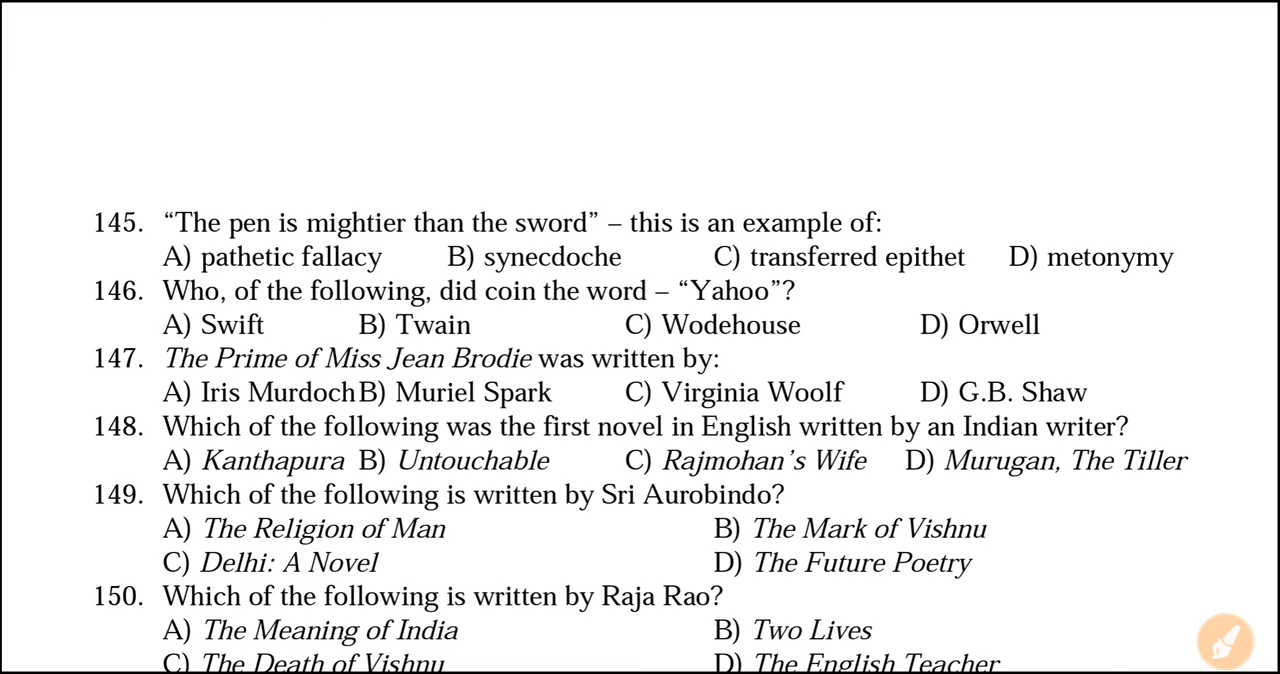 145. “The pen is mightier than the sword” – this is an example of:
A) pathetic fallacy B) synecdoche C) transferred epithet D) metonymy
146. Who, of the following, did coin the word – “Yahoo”?
A) Swift B) Twain C) Wodehouse D) Orwell
147. The Prime of Miss Jean Brodie was written by:
A) Iris Murdoch B) Muriel Spark C) Virginia Woolf D) G.B. Shaw
148. Which of the following was the first novel in English written by an Indian writer?
A) Kanthapura B) Untouchable C) Rajmohan’s Wife D) Murugan, The Tiller
149. Which of the following is written by Sri Aurobindo?
A) The Religion of Man B) The Mark of Vishnu
C) Delhi: A Novel D) The Future Poetry
150. Which of the following is written by Raja Rao?
A) The Meaning of India B) Two Lives
C) The Death of Vishnu D) The English Teacher